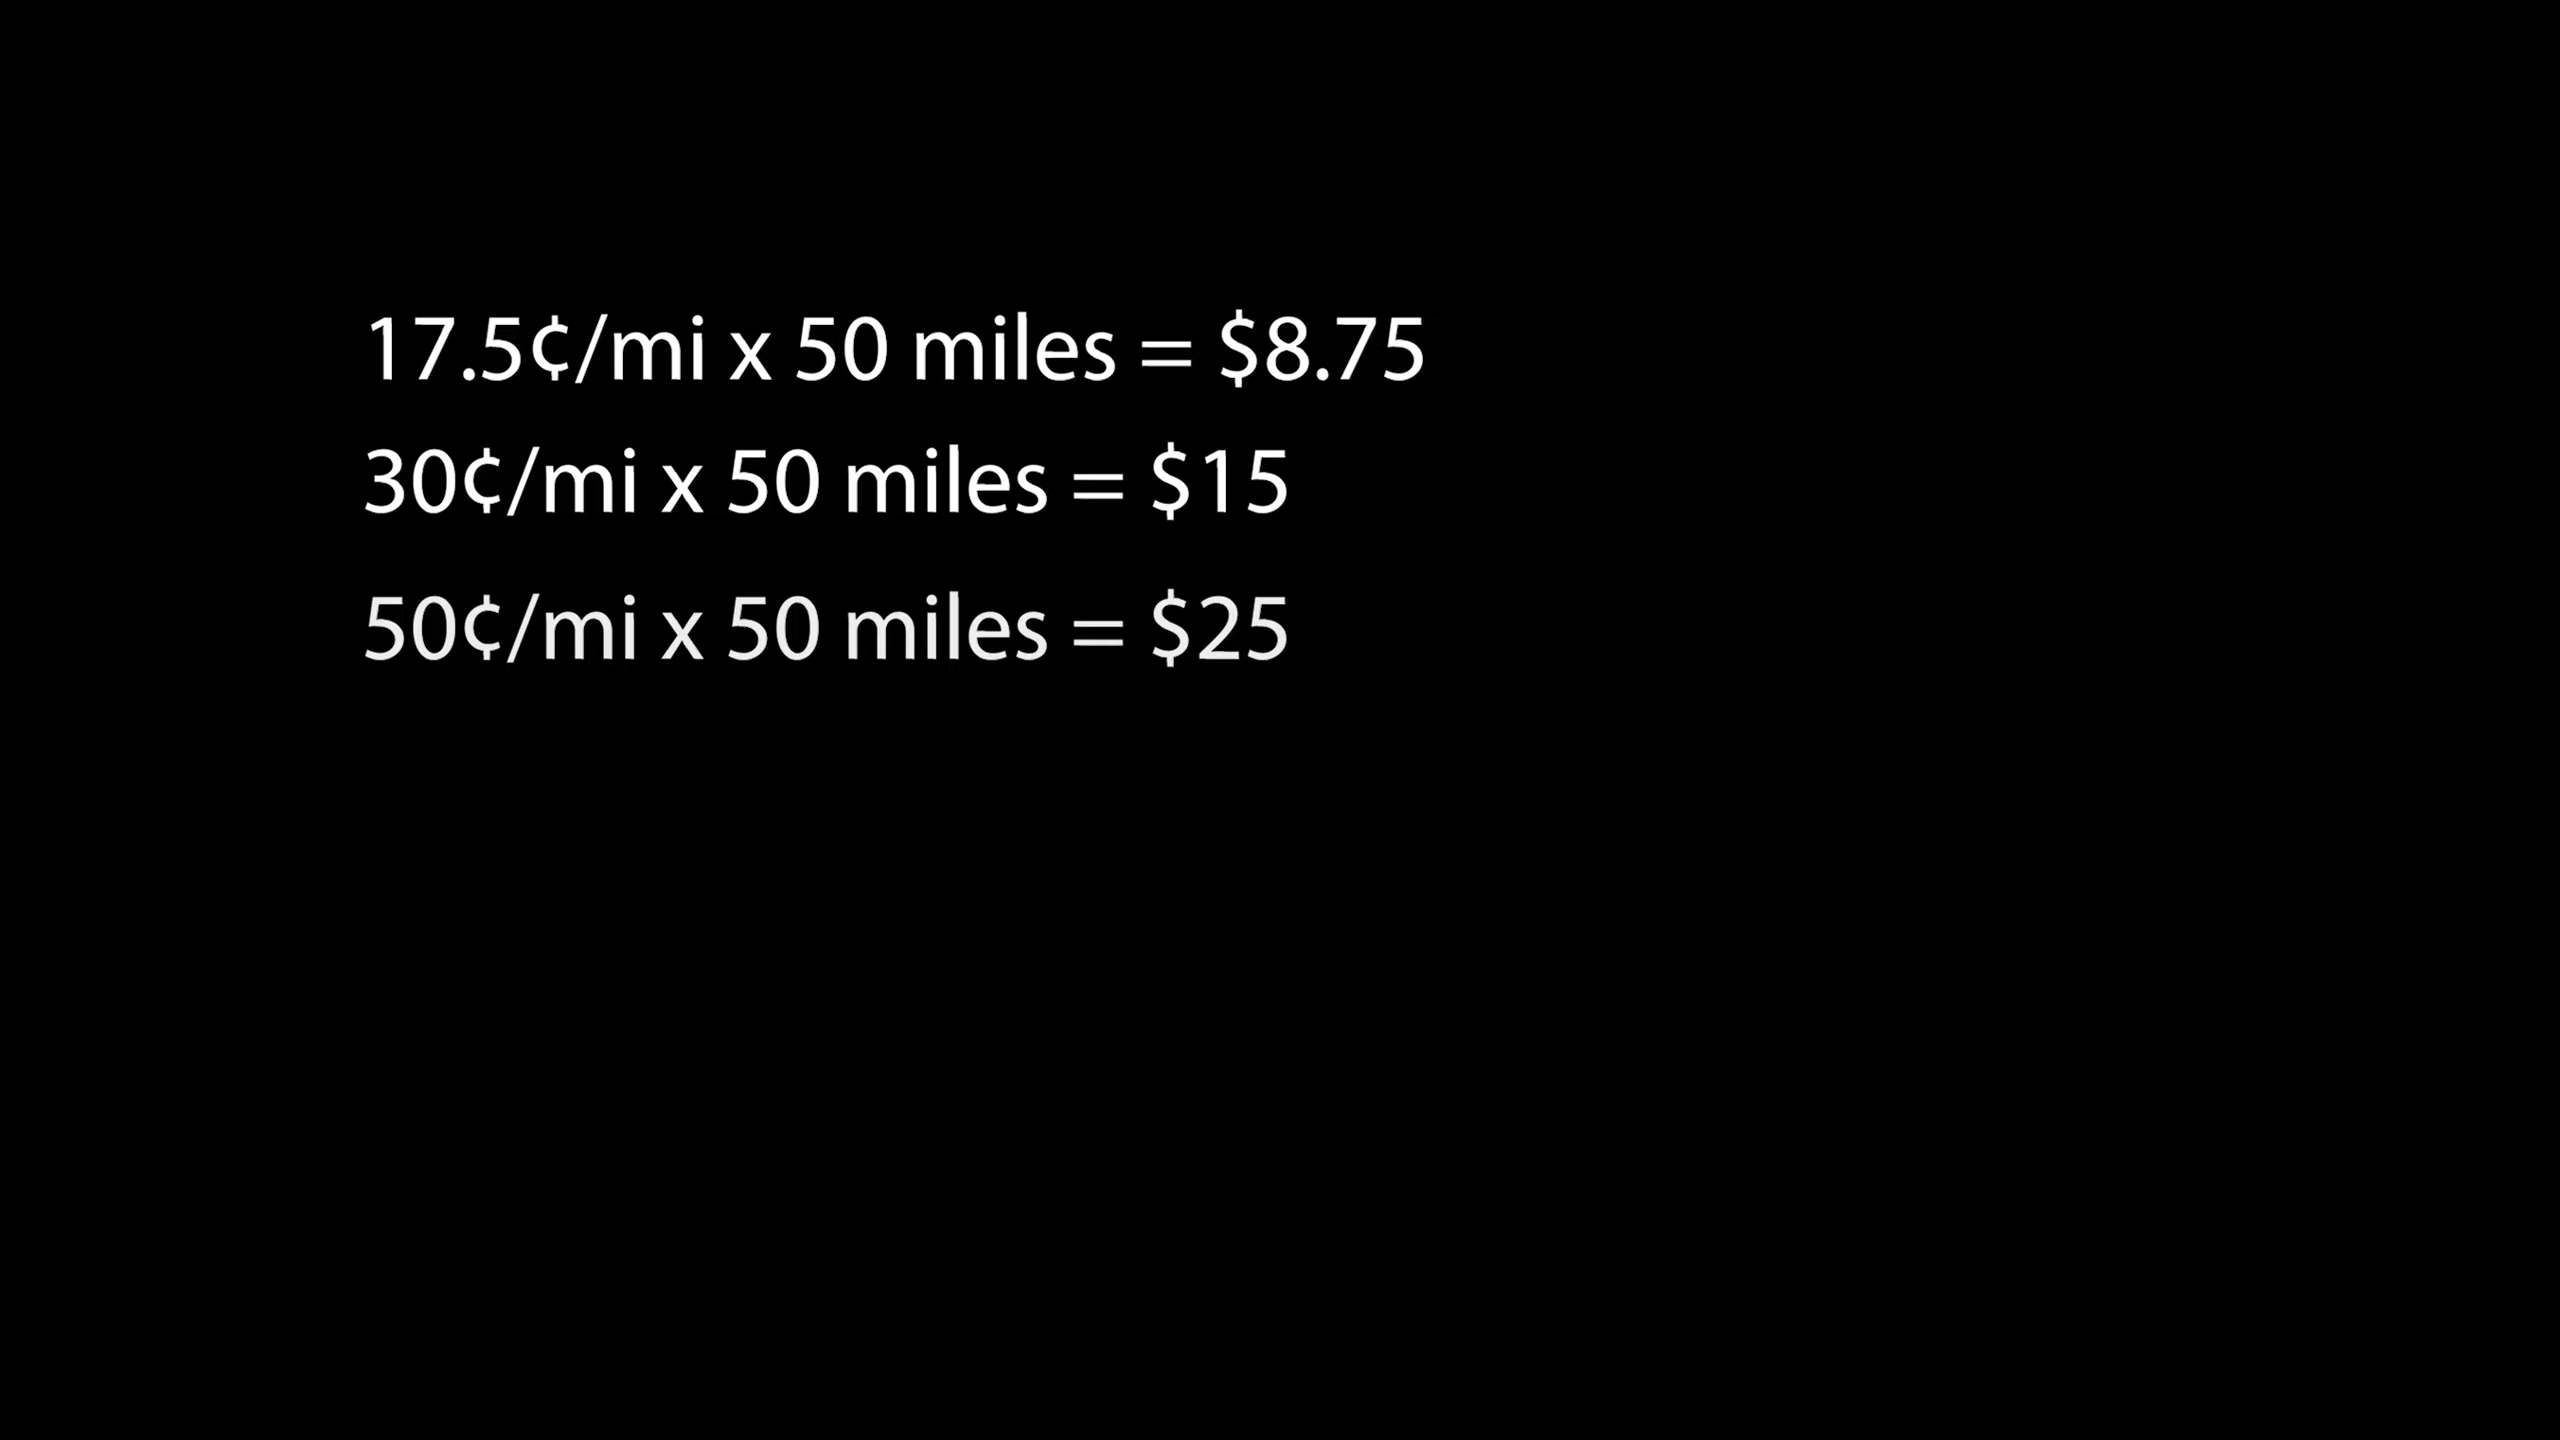 17.5¢/mi x 50 miles = $8.75
30¢/mi x 50 miles = $15
50¢/mi x 50 miles = $25